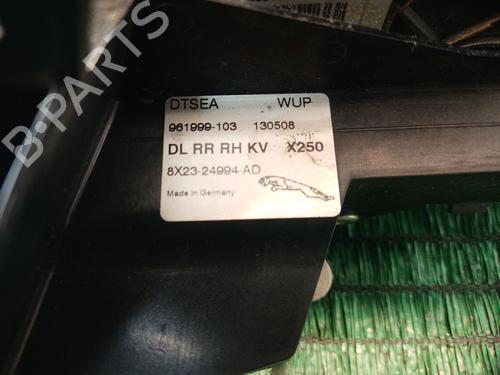 B-PARTS
DTSEA WUP
961999-103 130508
DL RR RH KV X250
8X23-24994-AD
Made in Germany